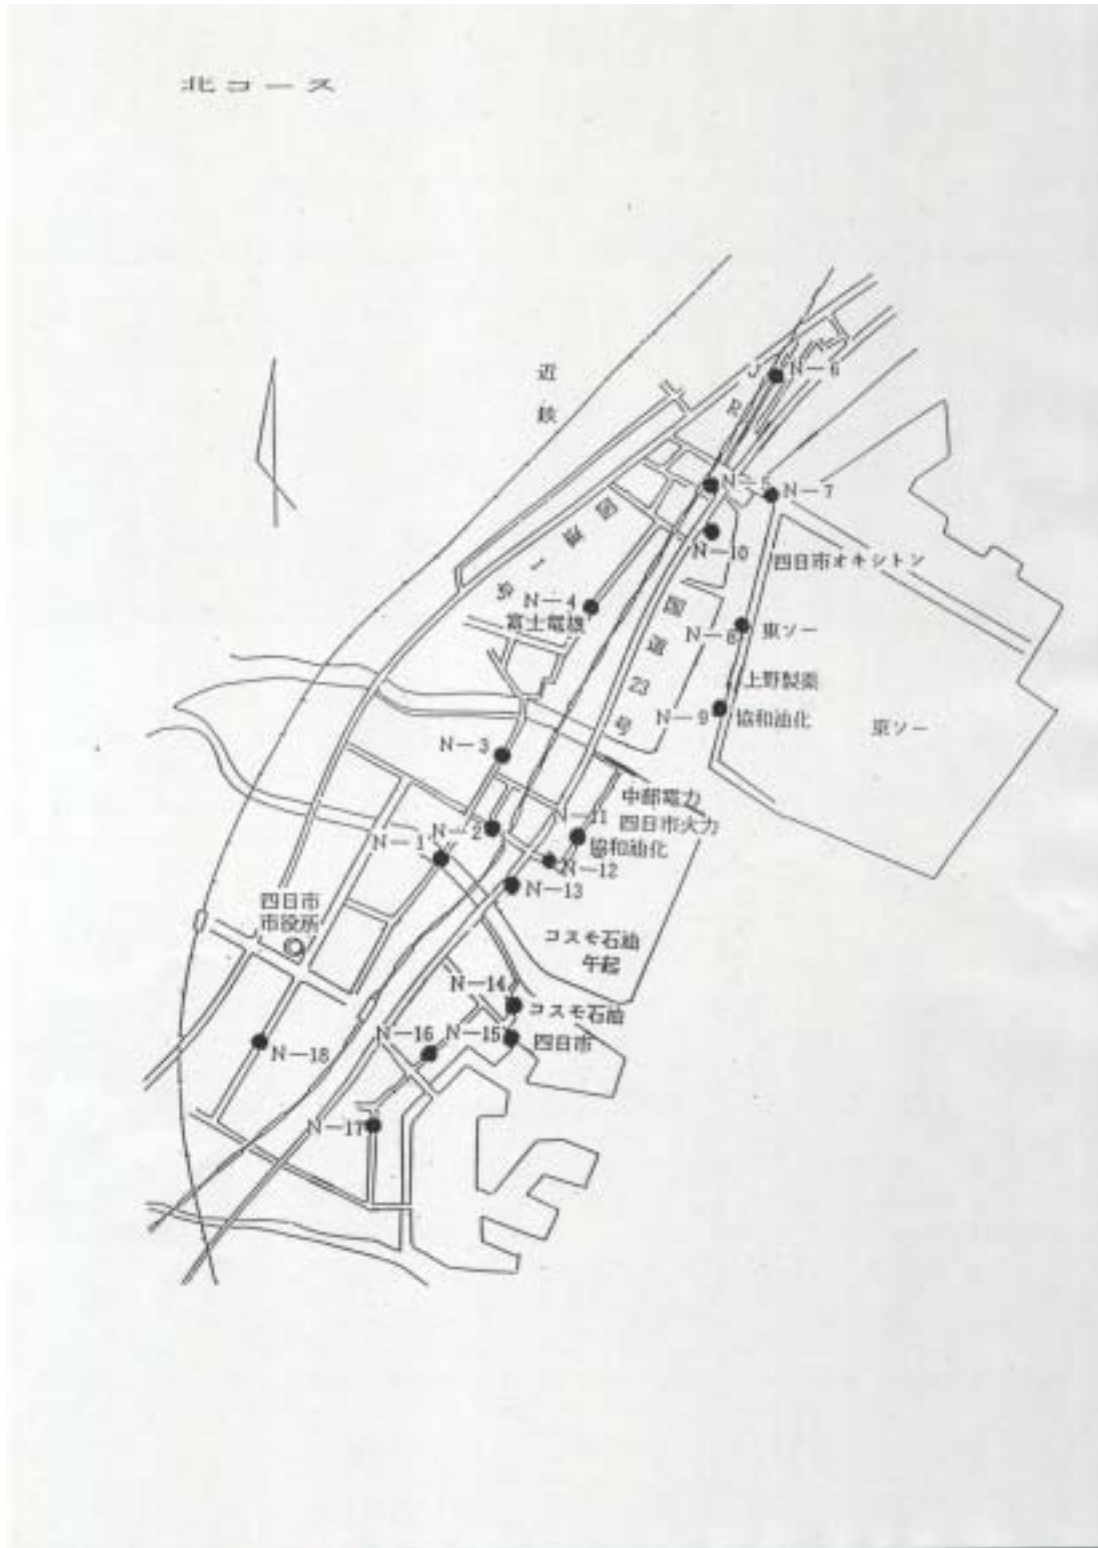 北コース
近
鉄
J
R
N-6
N-5
N-7
国
道
1
号
N-10
四日市オキシトン
N-4
富士電機
国
道
23
号
N-8
東ソー
上野製薬
N-9
協和油化
東ソー
N-3
中部電力
N-11
四日市火力
N-2
N-1
協和油化
N-12
N-13
四日市
市役所
コスモ石油
午起
N-14
コスモ石油
N-16
N-15
四日市
N-18
N-17